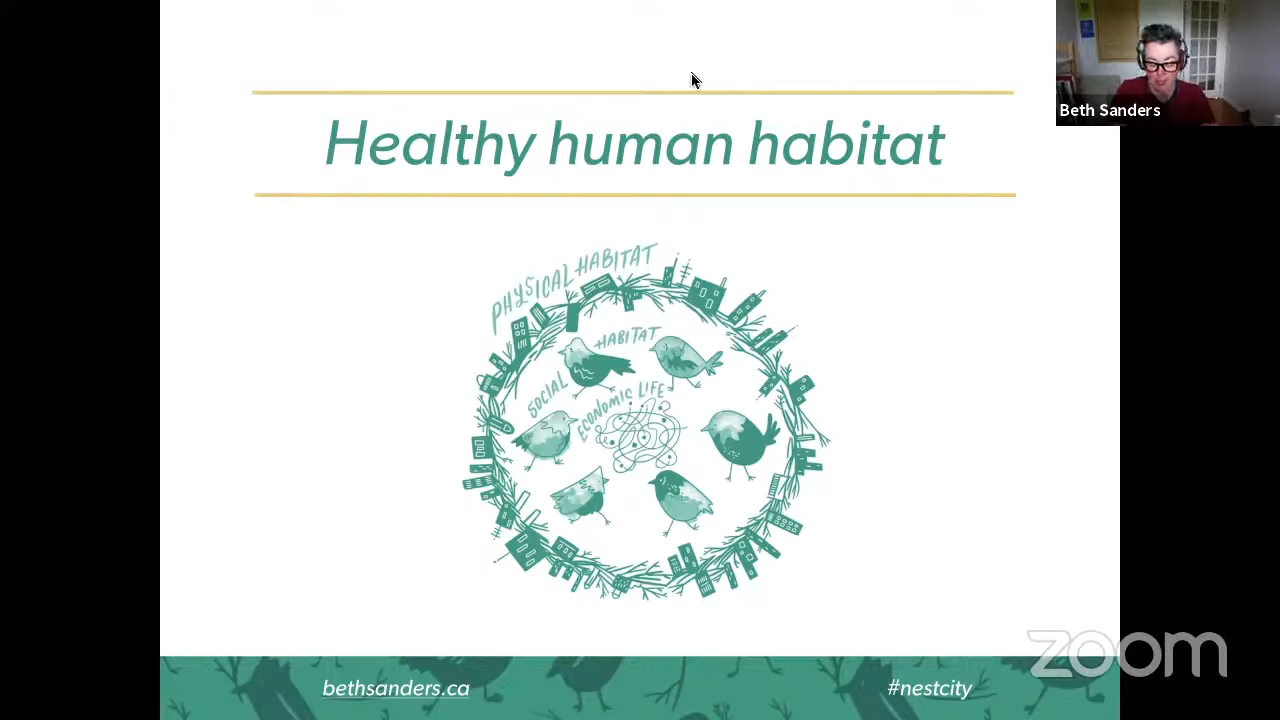 Healthy human habitat
Beth Sanders
PHYSICAL HABITAT
SOCIAL HABITAT
ECONOMIC LIFE
bethsanders.ca
#nestcity
zoom